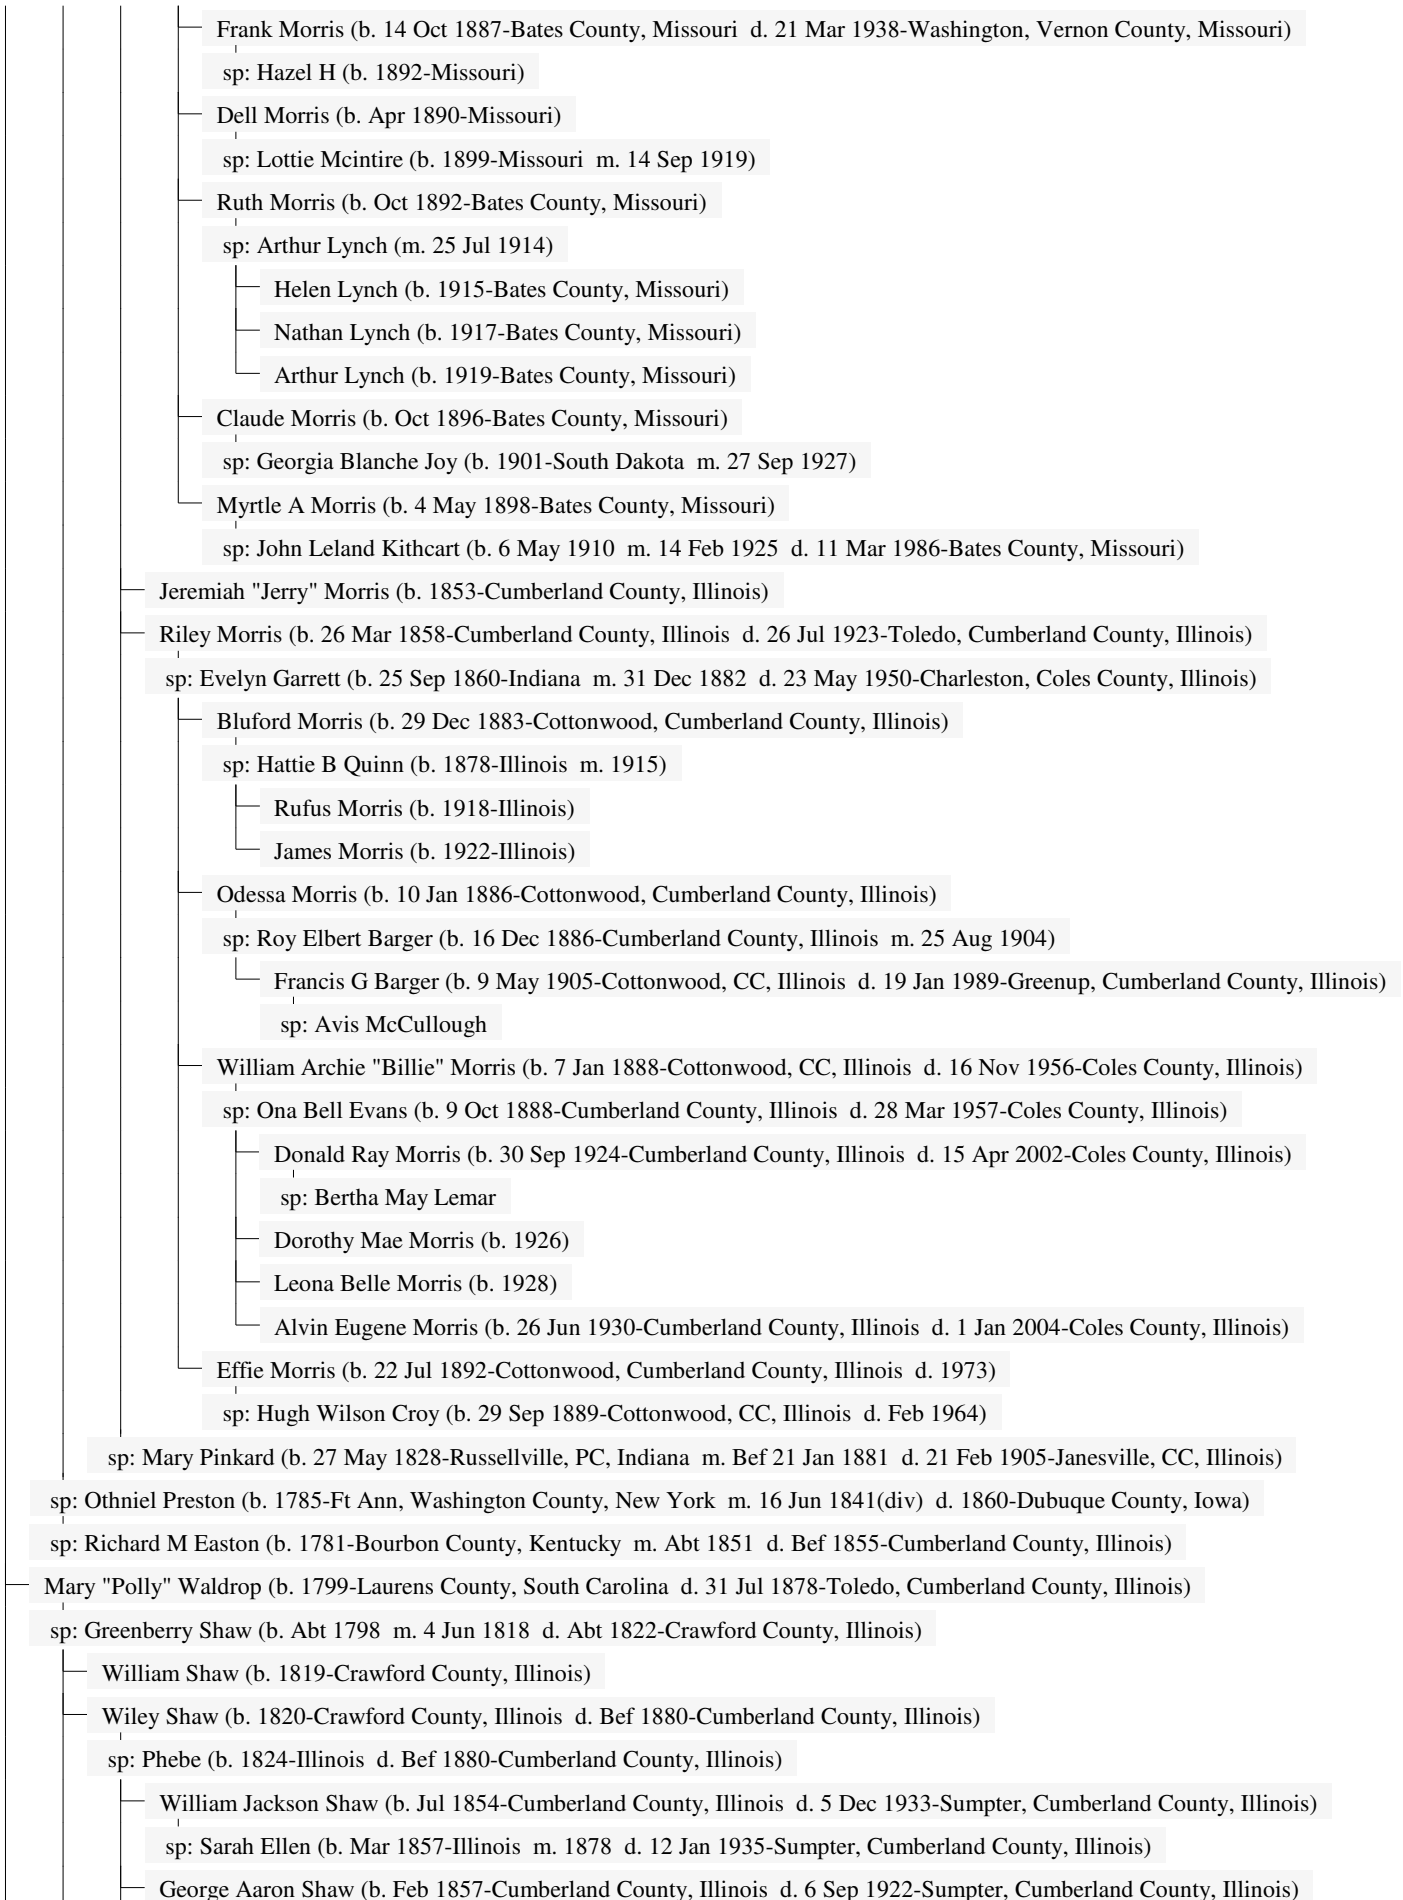 Frank Morris (b. 14 Oct 1887-Bates County, Missouri d. 21 Mar 1938-Washington, Vernon County, Missouri)
sp: Hazel H (b. 1892-Missouri)
Dell Morris (b. Apr 1890-Missouri)
sp: Lottie Mcintire (b. 1899-Missouri m. 14 Sep 1919)
Ruth Morris (b. Oct 1892-Bates County, Missouri)
sp: Arthur Lynch (m. 25 Jul 1914)
Helen Lynch (b. 1915-Bates County, Missouri)
Nathan Lynch (b. 1917-Bates County, Missouri)
Arthur Lynch (b. 1919-Bates County, Missouri)
Claude Morris (b. Oct 1896-Bates County, Missouri)
sp: Georgia Blanche Joy (b. 1901-South Dakota m. 27 Sep 1927)
Myrtle A Morris (b. 4 May 1898-Bates County, Missouri)
sp: John Leland Kithcart (b. 6 May 1910 m. 14 Feb 1925 d. 11 Mar 1986-Bates County, Missouri)
Jeremiah "Jerry" Morris (b. 1853-Cumberland County, Illinois)
Riley Morris (b. 26 Mar 1858-Cumberland County, Illinois d. 26 Jul 1923-Toledo, Cumberland County, Illinois)
sp: Evelyn Garrett (b. 25 Sep 1860-Indiana m. 31 Dec 1882 d. 23 May 1950-Charleston, Coles County, Illinois)
Bluford Morris (b. 29 Dec 1883-Cottonwood, Cumberland County, Illinois)
sp: Hattie B Quinn (b. 1878-Illinois m. 1915)
Rufus Morris (b. 1918-Illinois)
James Morris (b. 1922-Illinois)
Odessa Morris (b. 10 Jan 1886-Cottonwood, Cumberland County, Illinois)
sp: Roy Elbert Barger (b. 16 Dec 1886-Cumberland County, Illinois m. 25 Aug 1904)
Francis G Barger (b. 9 May 1905-Cottonwood, CC, Illinois d. 19 Jan 1989-Greenup, Cumberland County, Illinois)
sp: Avis McCullough
William Archie "Billie" Morris (b. 7 Jan 1888-Cottonwood, CC, Illinois d. 16 Nov 1956-Coles County, Illinois)
sp: Ona Bell Evans (b. 9 Oct 1888-Cumberland County, Illinois d. 28 Mar 1957-Coles County, Illinois)
Donald Ray Morris (b. 30 Sep 1924-Cumberland County, Illinois d. 15 Apr 2002-Coles County, Illinois)
sp: Bertha May Lemar
Dorothy Mae Morris (b. 1926)
Leona Belle Morris (b. 1928)
Alvin Eugene Morris (b. 26 Jun 1930-Cumberland County, Illinois d. 1 Jan 2004-Coles County, Illinois)
Effie Morris (b. 22 Jul 1892-Cottonwood, Cumberland County, Illinois d. 1973)
sp: Hugh Wilson Croy (b. 29 Sep 1889-Cottonwood, CC, Illinois d. Feb 1964)
sp: Mary Pinkard (b. 27 May 1828-Russellville, PC, Indiana m. Bef 21 Jan 1881 d. 21 Feb 1905-Janesville, CC, Illinois)
sp: Othniel Preston (b. 1785-Ft Ann, Washington County, New York m. 16 Jun 1841(div) d. 1860-Dubuque County, Iowa)
sp: Richard M Easton (b. 1781-Bourbon County, Kentucky m. Abt 1851 d. Bef 1855-Cumberland County, Illinois)
Mary "Polly" Waldrop (b. 1799-Laurens County, South Carolina d. 31 Jul 1878-Toledo, Cumberland County, Illinois)
sp: Greenberry Shaw (b. Abt 1798 m. 4 Jun 1818 d. Abt 1822-Crawford County, Illinois)
William Shaw (b. 1819-Crawford County, Illinois)
Wiley Shaw (b. 1820-Crawford County, Illinois d. Bef 1880-Cumberland County, Illinois)
sp: Phebe (b. 1824-Illinois d. Bef 1880-Cumberland County, Illinois)
William Jackson Shaw (b. Jul 1854-Cumberland County, Illinois d. 5 Dec 1933-Sumpter, Cumberland County, Illinois)
sp: Sarah Ellen (b. Mar 1857-Illinois m. 1878 d. 12 Jan 1935-Sumpter, Cumberland County, Illinois)
George Aaron Shaw (b. Feb 1857-Cumberland County, Illinois d. 6 Sep 1922-Sumpter, Cumberland County, Illinois)